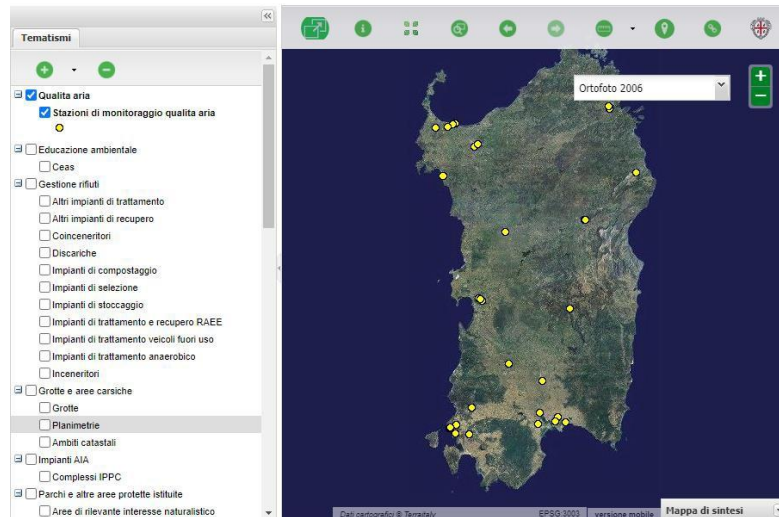 Tematismi
Qualita aria
Stazioni di monitoraggio qualita aria
Educazione ambientale
Ceas
Gestione rifiuti
Altri impianti di trattamento
Altri impianti di recupero
Coinceneritori
Discariche
Impianti di compostaggio
Impianti di selezione
Impianti di stoccaggio
Impianti di trattamento e recupero RAEE
Impianti di trattamento veicoli fuori uso
Impianti di trattamento anaerobico
Inceneritori
Grotte e aree carsiche
Grotte
Planimetrie
Ambiti catastali
Impianti AIA
Complessi IPPC
Parchi e altre aree protette istituite
Aree di rilevante interesse naturalistico
Ortofoto 2006
Dati cartografici © Terraitaly
EPSG:3003
versione mobile
Mappa di sintesi